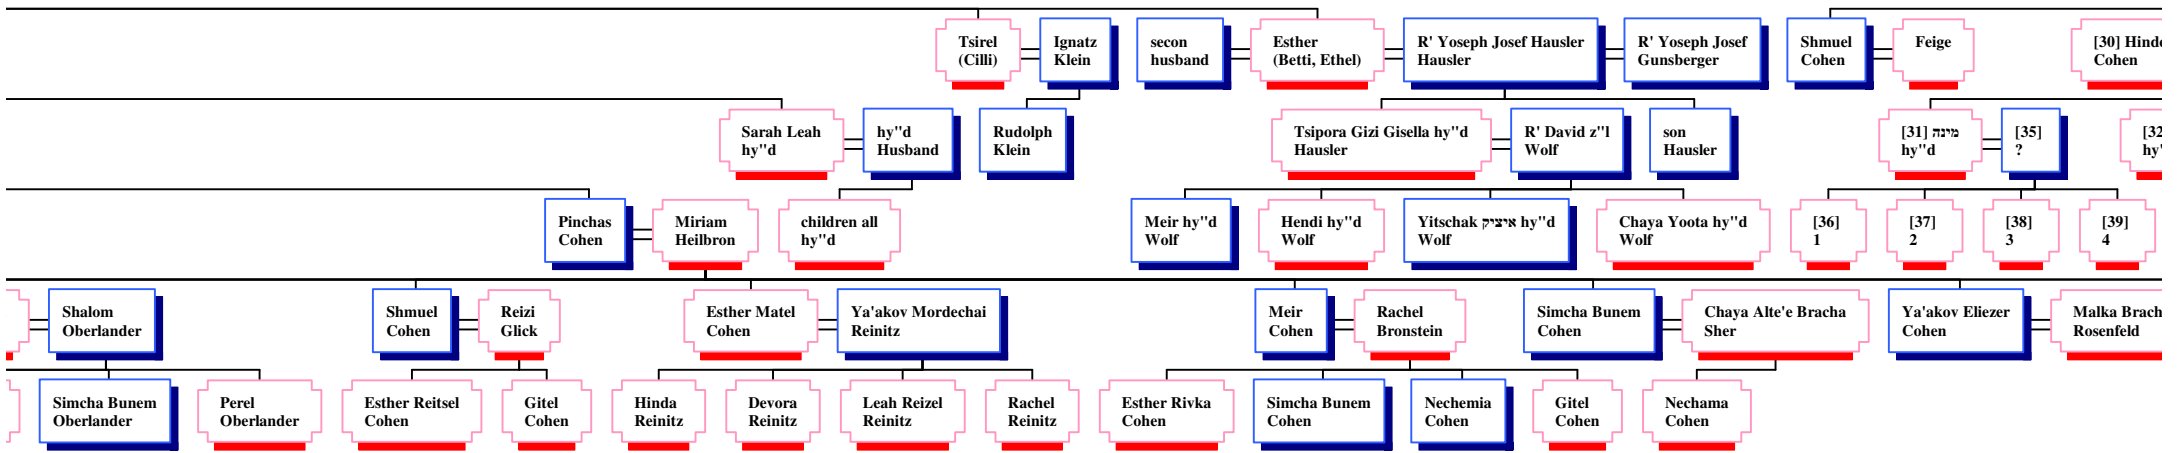 Tsirel
(Cilli)
Ignatz
Klein
secon
husband
Esther
(Betti, Ethel)
R' Yoseph Josef Hausler
Hausler
R' Yoseph Josef
Gunsberger
Shmuel
Cohen
Feige
[30] Hinde
Cohen
Sarah Leah
hy"d
hy"d
Husband
Rudolph
Klein
Tsipora Gizi Gisella hy"d
Hausler
R' David z"l
Wolf
son
Hausler
[31] מינה
hy"d
[35]
?
[32
hy"
Pinchas
Cohen
Miriam
Heilbron
children all
hy"d
Meir hy"d
Wolf
Hendi hy"d
Wolf
Yitschak איציק hy"d
Wolf
Chaya Yoota hy"d
Wolf
[36]
1
[37]
2
[38]
3
[39]
4
Shalom
Oberlander
Shmuel
Cohen
Reizi
Glick
Esther Matel
Cohen
Ya'akov Mordechai
Reinitz
Meir
Cohen
Rachel
Bronstein
Simcha Bunem
Cohen
Chaya Alte'e Bracha
Sher
Ya'akov Eliezer
Cohen
Malka Brach
Rosenfeld
Simcha Bunem
Oberlander
Perel
Oberlander
Esther Reitsel
Cohen
Gitel
Cohen
Hinda
Reinitz
Devora
Reinitz
Leah Reizel
Reinitz
Rachel
Reinitz
Esther Rivka
Cohen
Simcha Bunem
Cohen
Nechemia
Cohen
Gitel
Cohen
Nechama
Cohen